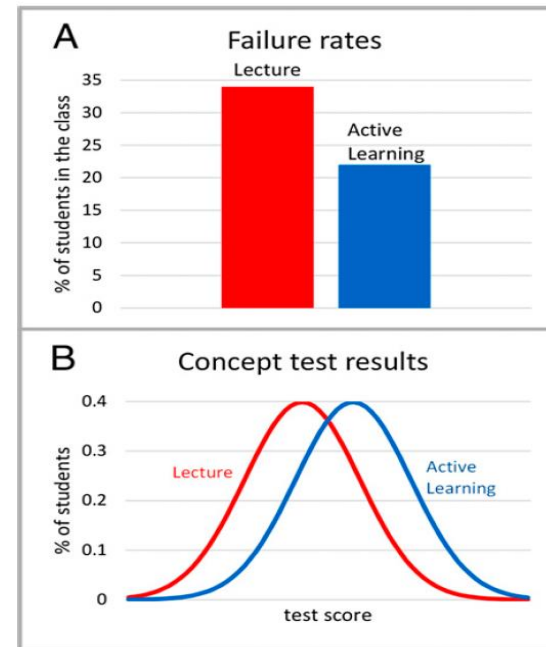 A
Failure rates
Lecture
Active
Learning
% of students in the class
35
30
25
20
15
10
5
0
B
Concept test results
0.4
0.3
0.2
0.1
0
% of students
Lecture
Active
Learning
test score